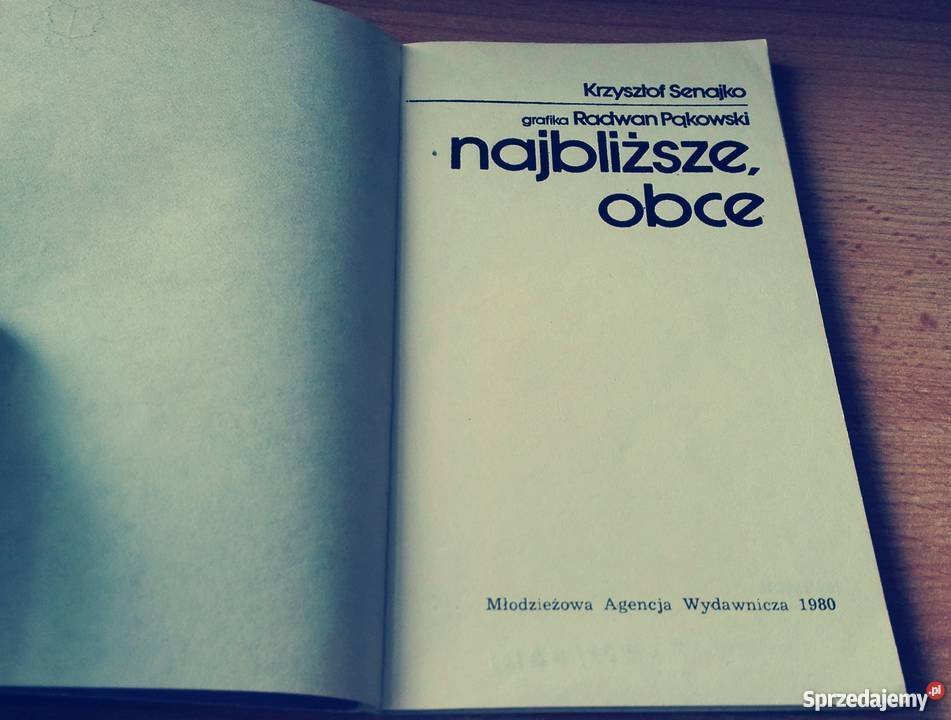 Krzysztof Senajko
grafika Radwan Pąkowski
najbliższe,
obce
Młodzieżowa Agencja Wydawnicza 1980
Sprzedajemy.pl